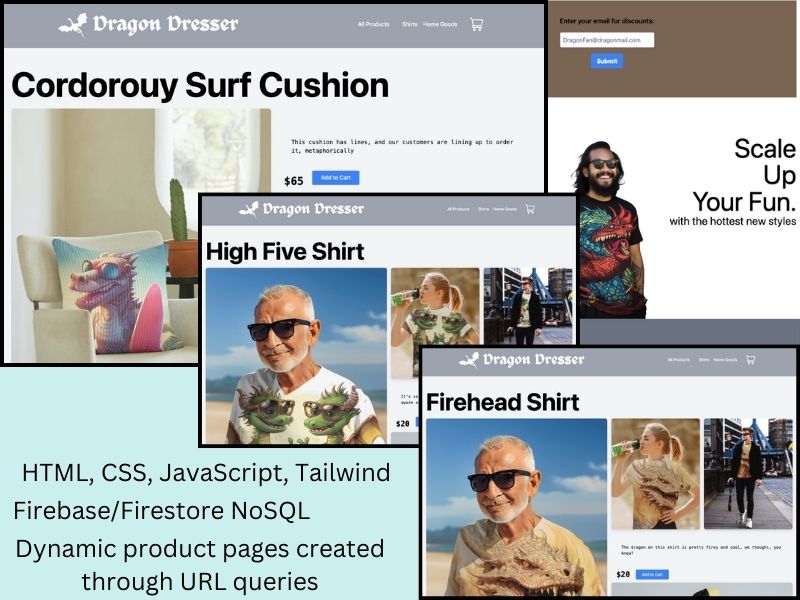 Dragon Dresser
All Products Shirts Home Goods
Cordorouy Surf Cushion
This cushion has lines, and our customers are lining up to order
it, metaphorically
$65 Add to Cart
Enter your email for discounts:
DragonFan@dragonmail.com
Submit
Scale
Up
Your Fun.
with the hottest new styles
Dragon Dresser
All Products Shirts Home Goods
High Five Shirt
It's
$20
Dragon Dresser
All Products Shirts Home Goods
Firehead Shirt
The dragon on this shirt is pretty firey and cool, we thought, you
know?
$20 Add to Cart
HTML, CSS, JavaScript, Tailwind
Firebase/Firestore NoSQL
Dynamic product pages created
through URL queries